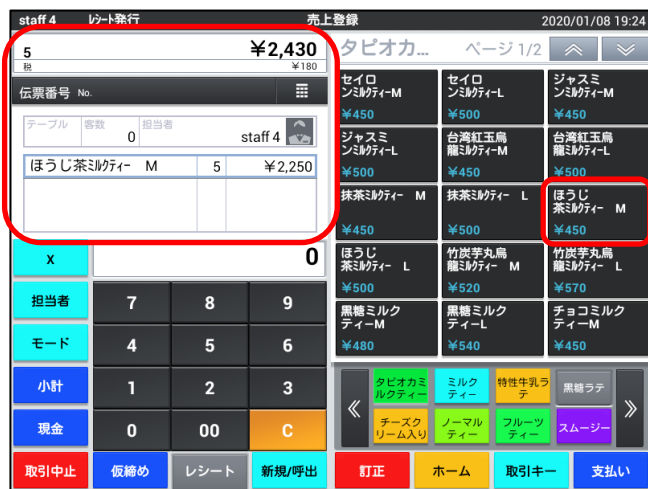 staff 4 ﾚｼｰﾄ発行 売上登録 2020/01/08 19:24
5 ¥2,430
税 ¥180
伝票番号 No.
テーブル 客数 0 担当者 staff 4
ほうじ茶ﾐﾙｸﾃｨｰ M 5 ¥2,250
X 0
担当者 7 8 9
モード 4 5 6
小計 1 2 3
現金 0 00 C
取引中止 仮締め レシート 新規/呼出
タピオカ... ページ 1/2
セイロ
ンﾐﾙｸﾃｨｰM
¥450
セイロ
ンﾐﾙｸﾃｨｰL
¥500
ジャスミ
ンﾐﾙｸﾃｨｰM
¥450
ジャスミ
ンﾐﾙｸﾃｨｰL
¥500
台湾紅玉烏
龍ﾐﾙｸﾃｨｰM
¥450
台湾紅玉烏
龍ﾐﾙｸﾃｨｰL
¥500
抹茶ﾐﾙｸﾃｨｰ M
¥450
抹茶ﾐﾙｸﾃｨｰ L
¥500
ほうじ
茶ﾐﾙｸﾃｨｰ M
¥450
ほうじ
茶ﾐﾙｸﾃｨｰ L
¥500
竹炭芋丸烏
龍ﾐﾙｸﾃｨｰ M
¥520
竹炭芋丸烏
龍ﾐﾙｸﾃｨｰ L
¥570
黒糖ミルク
ティーM
¥480
黒糖ミルク
ティーL
¥540
チョコミルク
ティーM
¥450
タピオカミ
ルクティー
ミルク
ティー
特性牛乳ラ
テ
黒糖ラテ
チーズク
リーム入り
ノーマル
ティー
フルーツ
ティー
スムージー
訂正 ホーム 取引キー 支払い